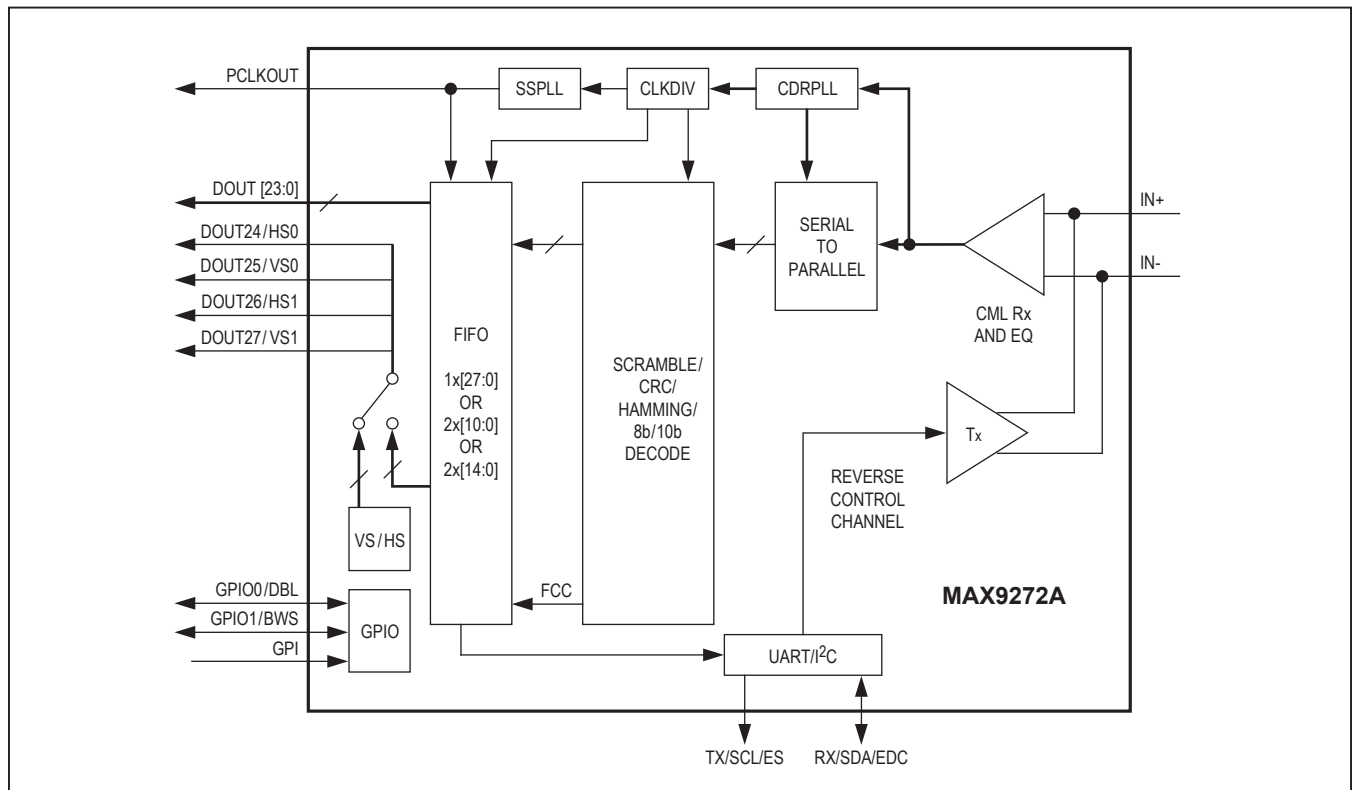 PCLKOUT
SSPLL
CLKDIV
CDRPLL
DOUT [23:0]
DOUT24/HS0
DOUT25/VS0
DOUT26/HS1
DOUT27/VS1
FIFO
1x[27:0]
OR
2x[10:0]
OR
2x[14:0]
SCRAMBLE/
CRC/
HAMMING/
8b/10b
DECODE
SERIAL
TO
PARALLEL
IN+
IN-
CML Rx
AND EQ
Tx
REVERSE
CONTROL
CHANNEL
VS/HS
FCC
MAX9272A
GPIO0/DBL
GPIO1/BWS
GPI
GPIO
UART/I²C
TX/SCL/ES
RX/SDA/EDC